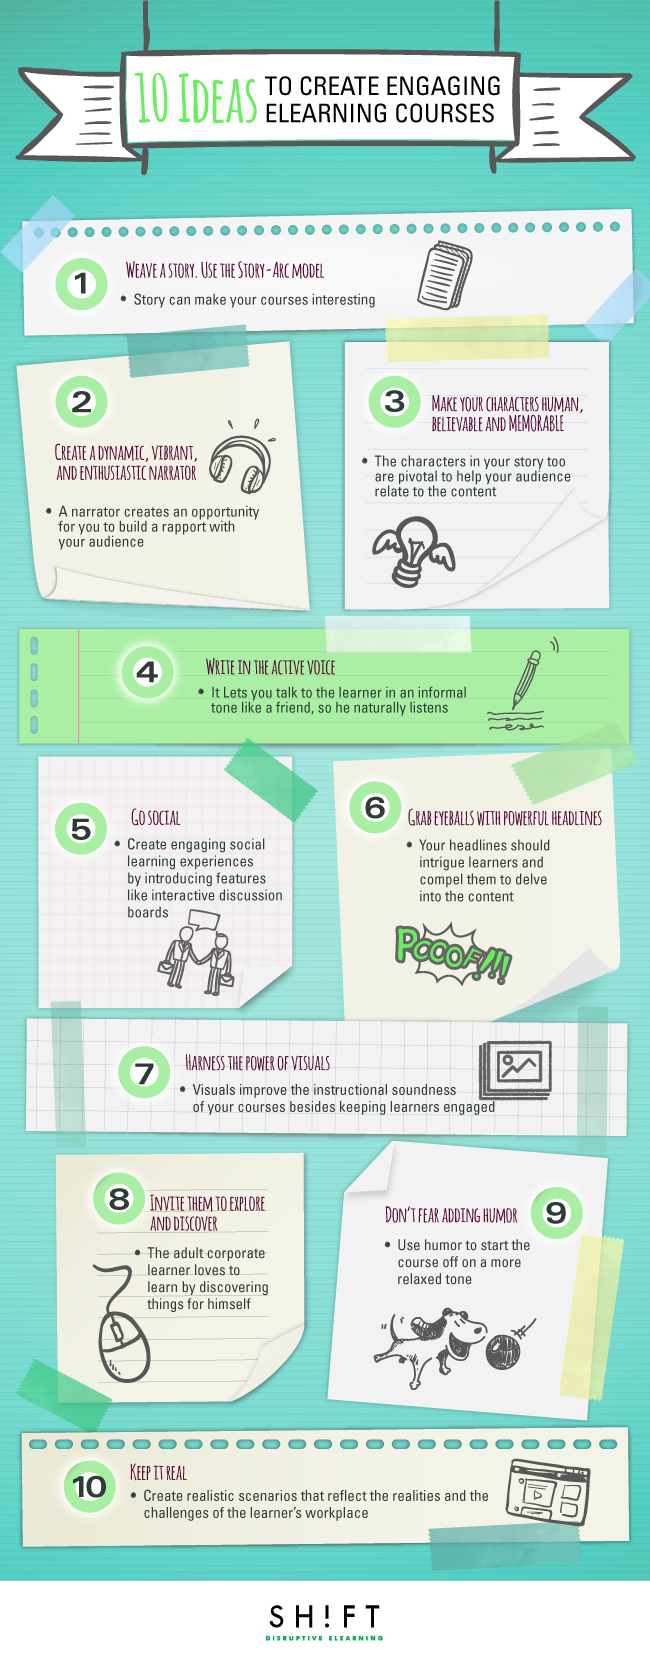 10 IDEAS TO CREATE ENGAGING
ELEARNING COURSES
1
WEAVE A STORY. USE THE STORY-ARC MODEL
• Story can make your courses interesting
2
CREATE A DYNAMIC, VIBRANT,
AND ENTHUSIASTIC NARRATOR
• A narrator creates an opportunity
for you to build a rapport with
your audience
3
MAKE YOUR CHARACTERS HUMAN,
BELIEVABLE AND MEMORABLE
• The characters in your story too
are pivotal to help your audience
relate to the content
4
WRITE IN THE ACTIVE VOICE
• It Lets you talk to the learner in an informal
tone like a friend, so he naturally listens
5
GO SOCIAL
• Create engaging social
learning experiences
by introducing features
like interactive discussion
boards
6
GRAB EYEBALLS WITH POWERFUL HEADLINES
• Your headlines should
intrigue learners and
compel them to delve
into the content
PCCOF!!!
7
HARNESS THE POWER OF VISUALS
• Visuals improve the instructional soundness
of your courses besides keeping learners engaged
8
INVITE THEM TO EXPLORE
AND DISCOVER
• The adult corporate
learner loves to
learn by discovering
things for himself
9
DON'T FEAR ADDING HUMOR
• Use humor to start the
course off on a more
relaxed tone
10
KEEP IT REAL
• Create realistic scenarios that reflect the realities and the
challenges of the learner's workplace
SH!FT
DISRUPTIVE ELEARNING